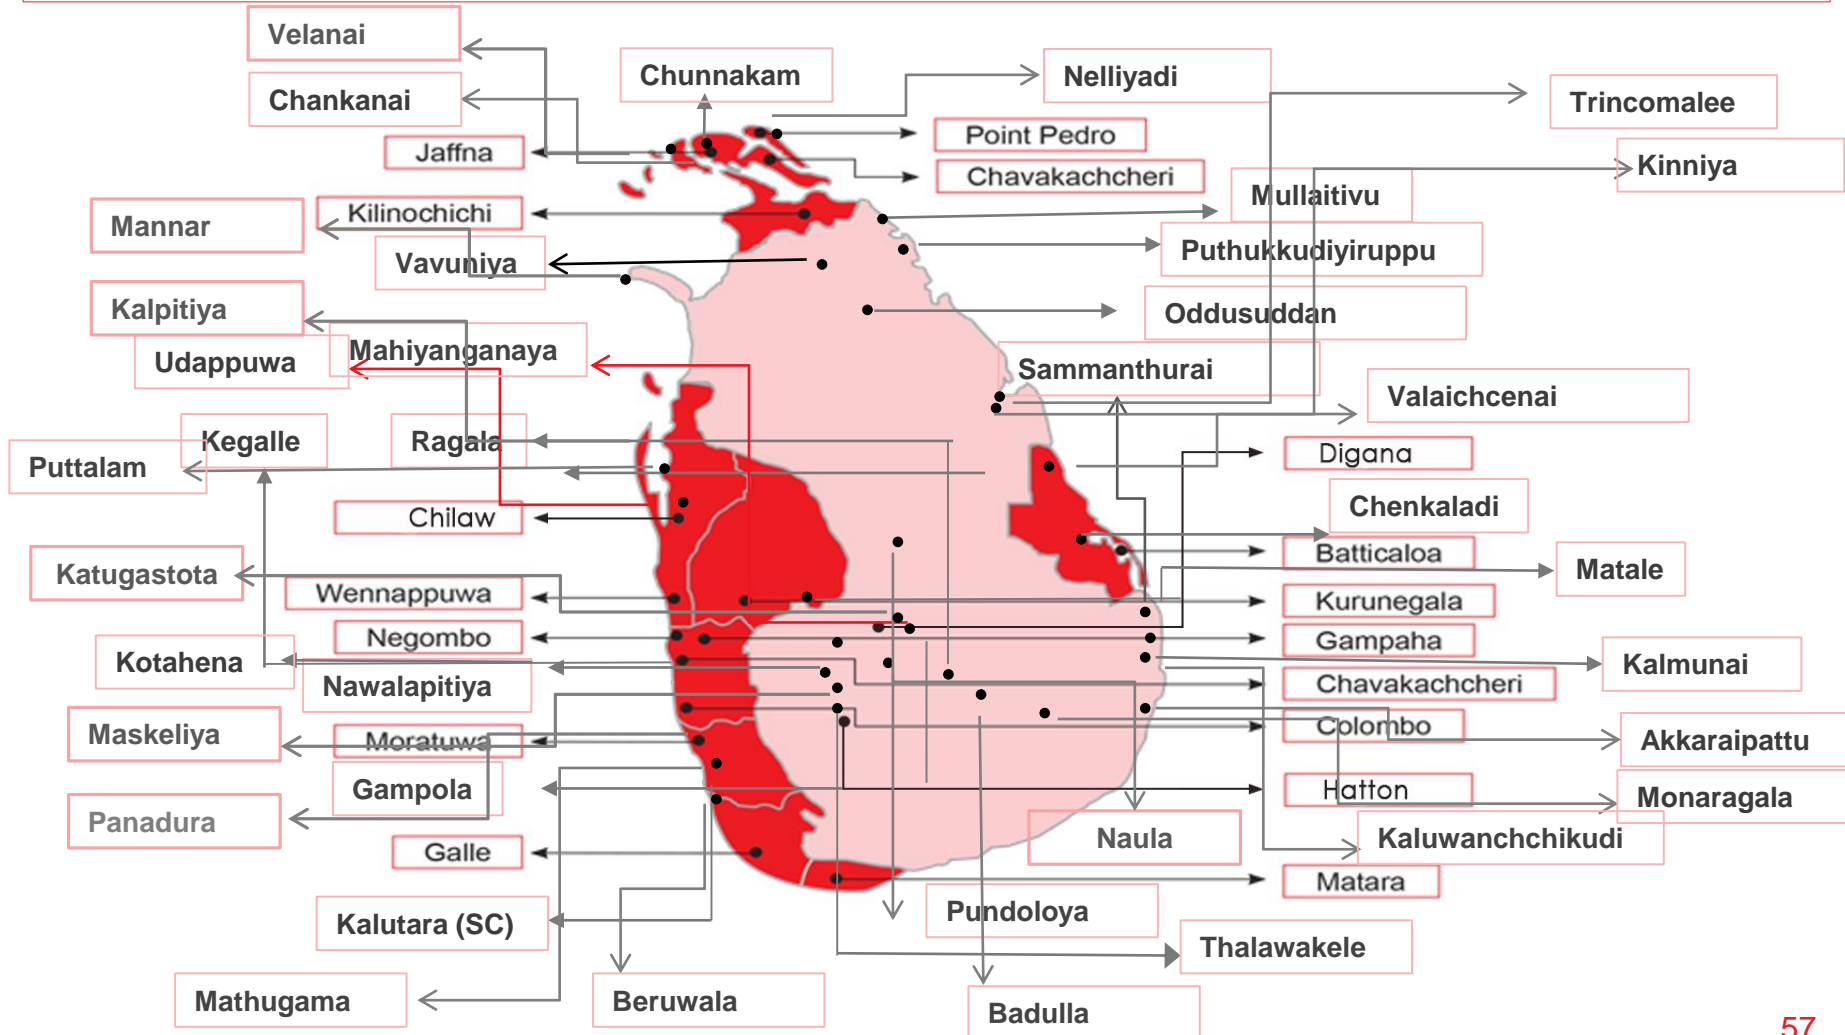 Velanai
Chunnakam
Nelliyadi
Chankanai
Trincomalee
Jaffna
Point Pedro
Kinniya
Chavakachcheri
Mullaitivu
Kilinochichi
Mannar
Vavuniya
Puthukkudiyiruppu
Kalpitiya
Oddusuddan
Udappuwa
Mahiyanganaya
Sammanthurai
Valaichcenai
Kegalle
Ragala
Puttalam
Digana
Chilaw
Chenkaladi
Batticaloa
Katugastota
Matale
Wennappuwa
Kurunegala
Negombo
Gampaha
Kotahena
Kalmunai
Nawalapitiya
Chavakachcheri
Maskeliya
Moratuwa
Colombo
Akkaraipattu
Gampola
Hatton
Monaragala
Panadura
Naula
Kaluwanchchikudi
Galle
Matara
Kalutara (SC)
Pundoloya
Thalawakele
Mathugama
Beruwala
Badulla
57